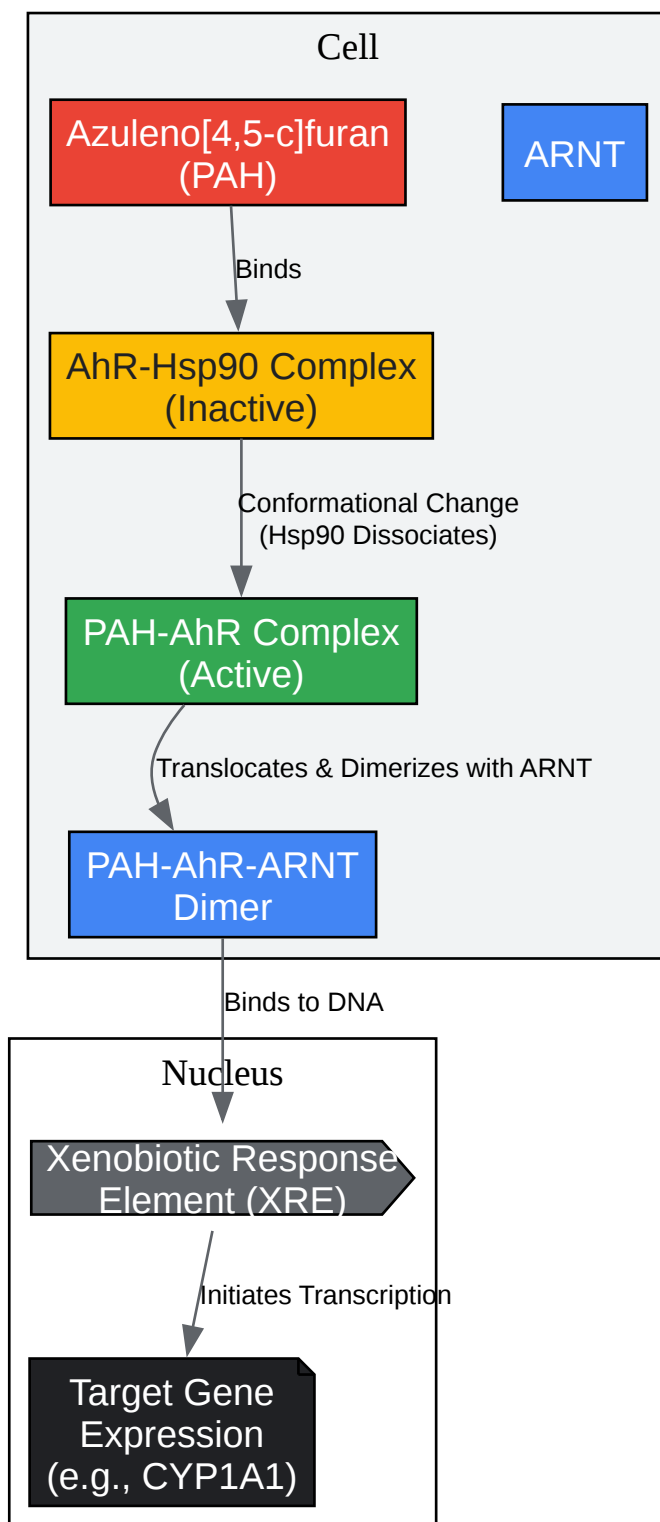 Cell
Azuleno[4,5-c]furan
(PAH)
ARNT
Binds
AhR-Hsp90 Complex
(Inactive)
Conformational Change
(Hsp90 Dissociates)
PAH-AhR Complex
(Active)
Translocates & Dimerizes with ARNT
PAH-AhR-ARNT
Dimer
Binds to DNA
Nucleus
Xenobiotic Response
Element (XRE)
Initiates Transcription
Target Gene
Expression
(e.g., CYP1A1)